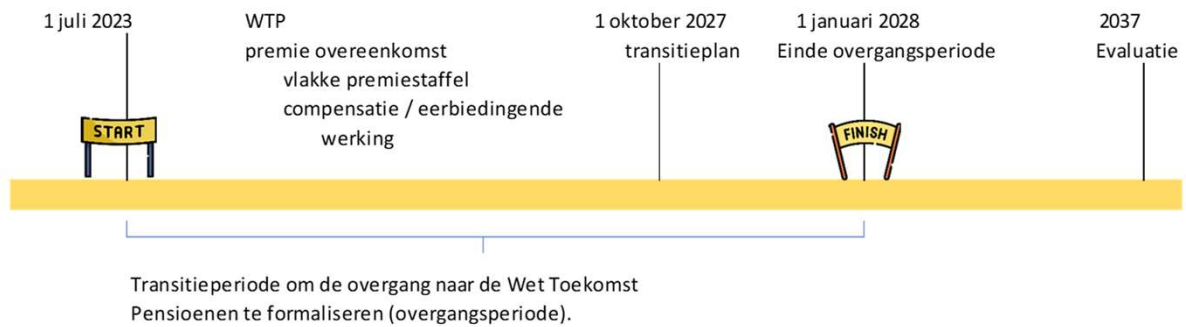 1 juli 2023
WTP
premie overeenkomst
vlakke premiestaffel
compensatie / eerbiedingende
werking
1 oktober 2027
transitieplan
1 januari 2028
Einde overgangsperiode
2037
Evaluatie
START
FINISH
Transitieperiode om de overgang naar de Wet Toekomst
Pensioenen te formaliseren (overgangsperiode).